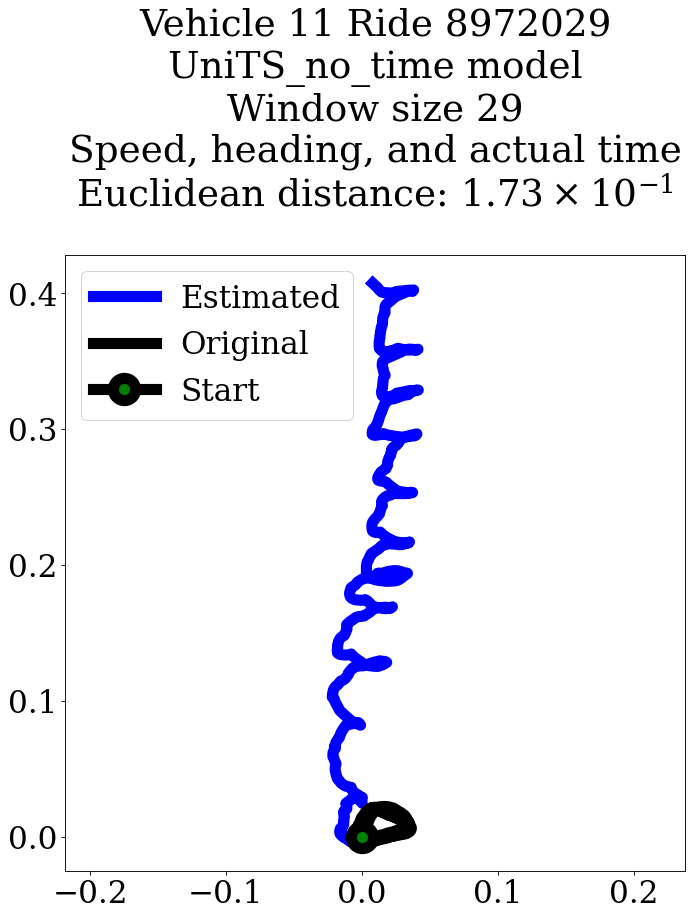 Vehicle 11 Ride 8972029
UniTS_no_time model
Window size 29
Speed, heading, and actual time
Euclidean distance: 1.73 × 10⁻¹
Estimated
Original
Start
0.4
0.3
0.2
0.1
0.0
−0.2 −0.1 0.0 0.1 0.2